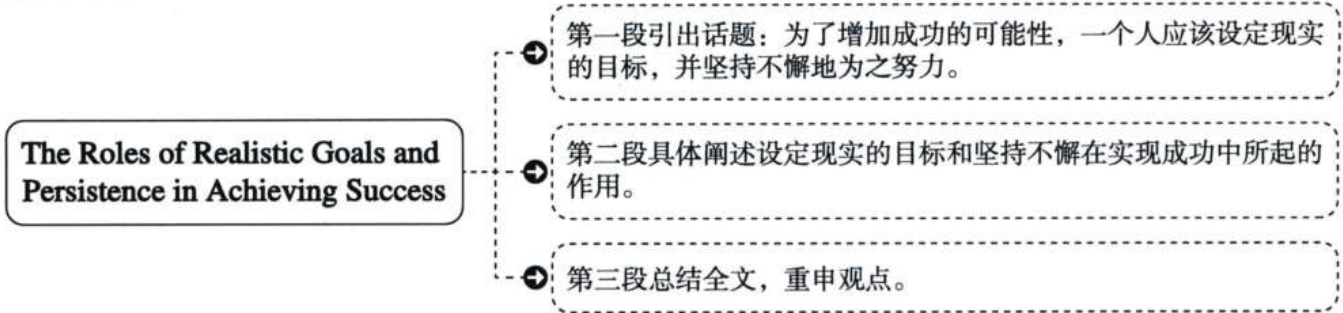 The Roles of Realistic Goals and
Persistence in Achieving Success
第一段引出话题：为了增加成功的可能性，一个人应该设定现实
的目标，并坚持不懈地为之努力。
第二段具体阐述设定现实的目标和坚持不懈在实现成功中所起的
作用。
第三段总结全文，重申观点。